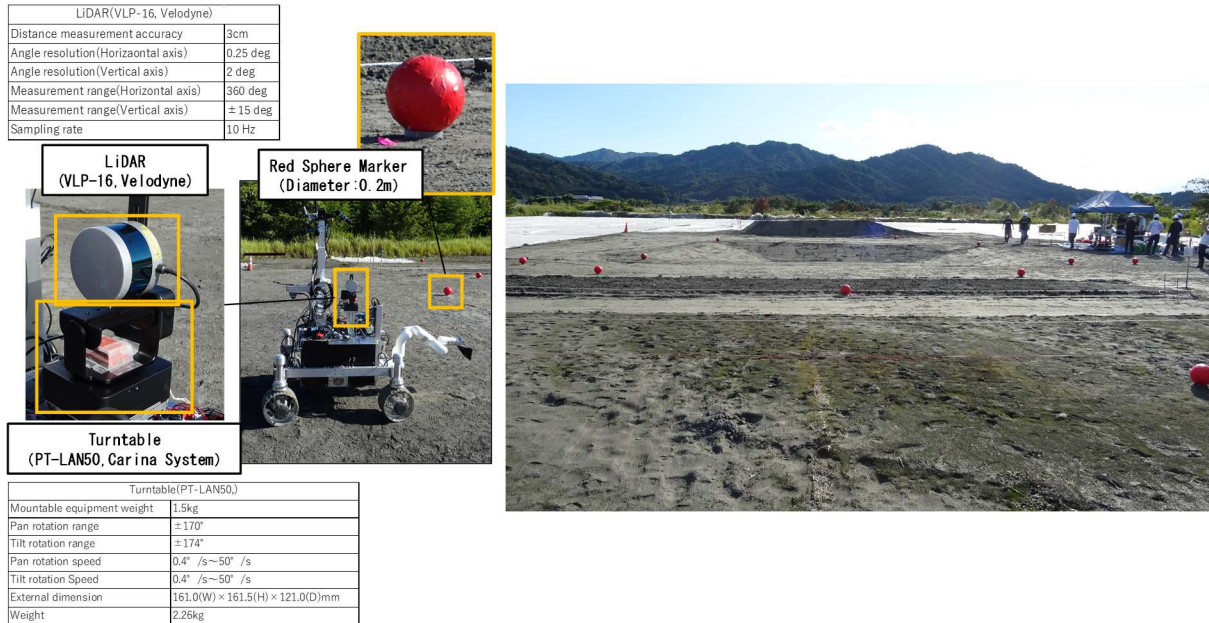 LiDAR(VLP-16, Velodyne)
Distance measurement accuracy 3cm
Angle resolution(Horizaontal axis) 0.25 deg
Angle resolution(Vertical axis) 2 deg
Measurement range(Horizontal axis) 360 deg
Measurement range(Vertical axis) ±15 deg
Sampling rate 10 Hz
LiDAR
(VLP-16,Velodyne)
Red Sphere Marker
(Diameter:0.2m)
Turntable
(PT-LAN50,Carina System)
Turntable(PT-LAN50,)
Mountable equipment weight 1.5kg
Pan rotation range ±170°
Tilt rotation range ±174°
Pan rotation speed 0.4° /s～50° /s
Tilt rotation Speed 0.4° /s～50° /s
External dimension 161.0(W)×161.5(H)×121.0(D)mm
Weight 2.26kg